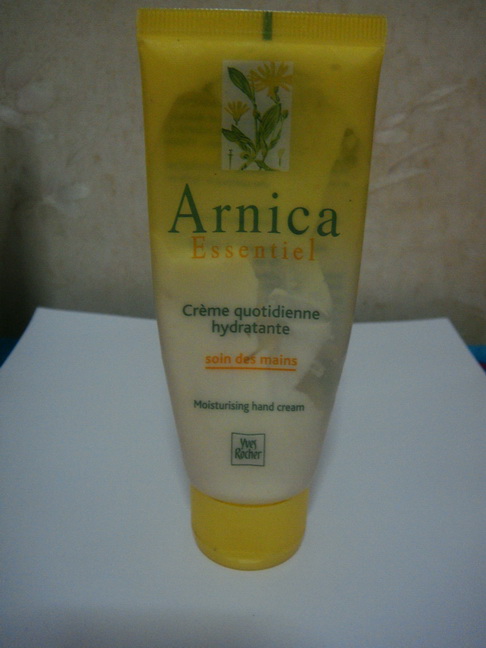 Arnica
Essentiel
Crème quotidienne
hydratante
soin des mains
Moisturising hand cream
Yves
Rocher